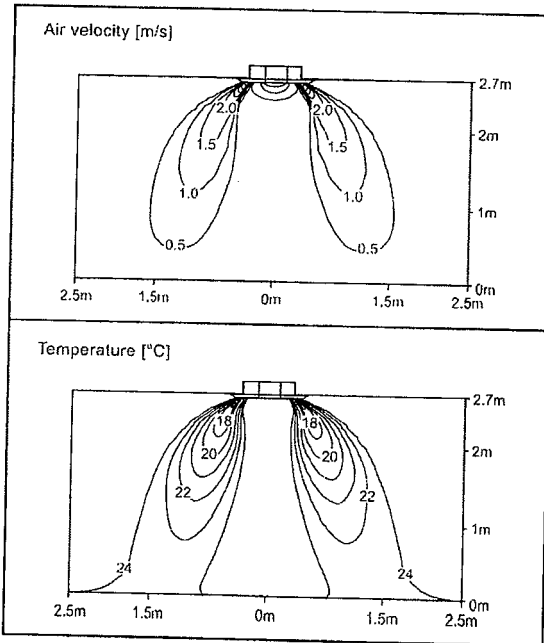 Air velocity [m/s]
2.7m
2.0 2.0
2m
1.5 1.5
1.0 1.0
1m
0.5 0.5
0m
2.5m 1.5m 0m 1.5m 2.5m
Temperature [°C]
2.7m
18 18
20 20
2m
22 22
1m
24 24
0m
2.5m 1.5m 0m 1.5m 2.5m